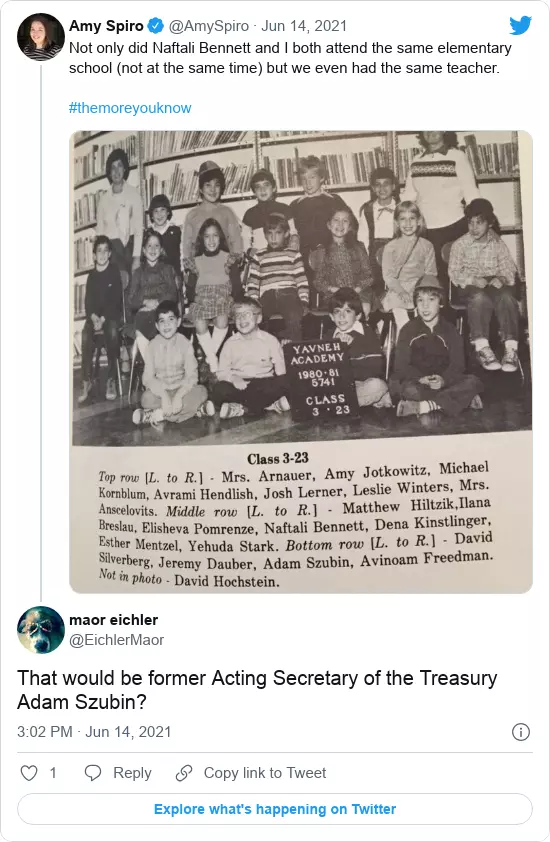 Amy Spiro @AmySpiro · Jun 14, 2021
Not only did Naftali Bennett and I both attend the same elementary
school (not at the same time) but we even had the same teacher.
#themoreyouknow
YAVNEH
ACADEMY
1980-81
5741
CLASS
3 · 23
Class 3-23
Top row [L. to R.] - Mrs. Arnauer, Amy Jotkowitz, Michael
Kornblum, Avrami Hendlish, Josh Lerner, Leslie Winters, Mrs.
Anscelovits. Middle row [L. to R.] - Matthew Hiltzik,Ilana
Breslau, Elisheva Pomrenze, Naftali Bennett, Dena Kinstlinger,
Esther Mentzel, Yehuda Stark. Bottom row [L. to R.] - David
Silverberg, Jeremy Dauber, Adam Szubin, Avinoam Freedman.
Not in photo - David Hochstein.
maor eichler
@EichlerMaor
That would be former Acting Secretary of the Treasury
Adam Szubin?
3:02 PM · Jun 14, 2021
1 Reply Copy link to Tweet
Explore what's happening on Twitter